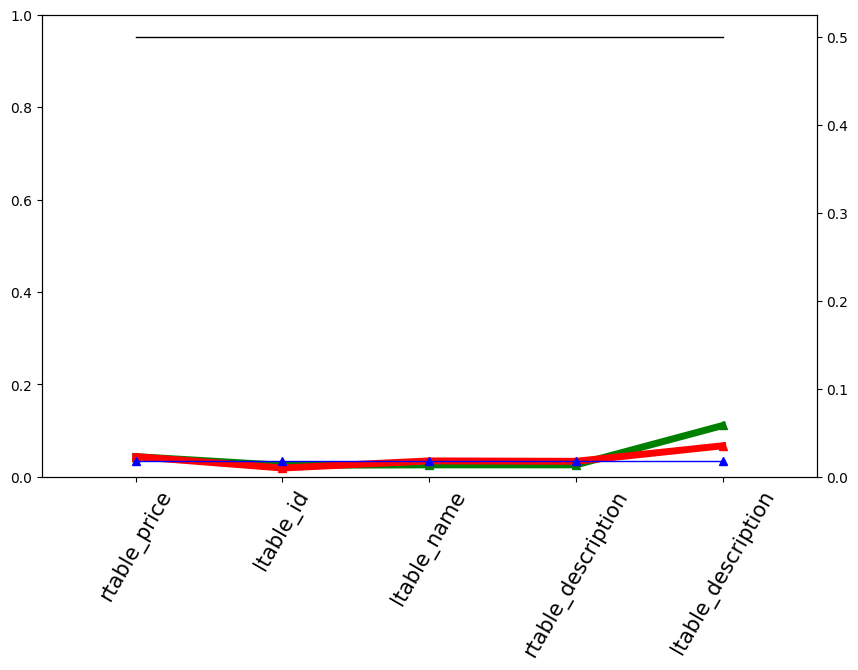 1.0
0.8
0.6
0.4
0.2
0.0
0.5
0.4
0.3
0.2
0.1
0.0
rtable_price
ltable_id
ltable_name
rtable_description
ltable_description